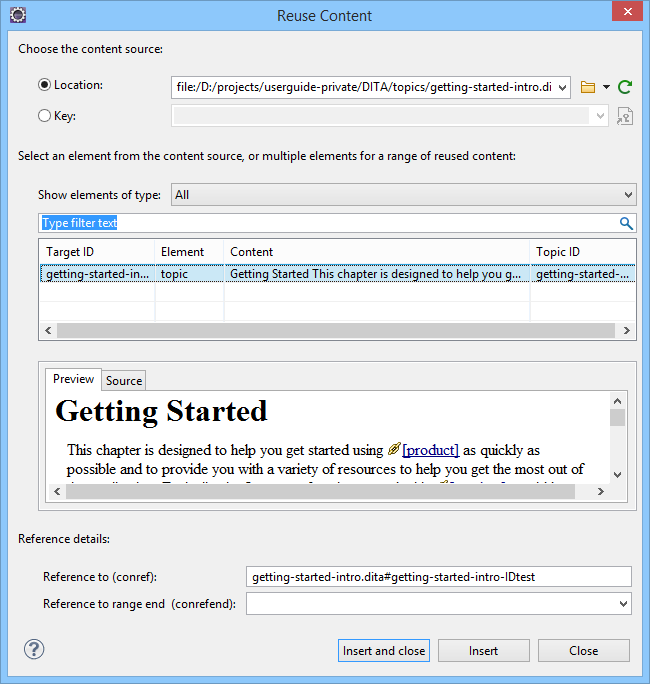 Reuse Content
Choose the content source:
Location: file:/D:/projects/userguide-private/DITA/topics/getting-started-intro.di
Key:
Select an element from the content source, or multiple elements for a range of reused content:
Show elements of type: All
Type filter text
Target ID Element Content Topic ID
getting-started-in... topic Getting Started This chapter is designed to help you g... getting-started-...
Preview Source
Getting Started
This chapter is designed to help you get started using [product] as quickly as
possible and to provide you with a variety of resources to help you get the most out of
Reference details:
Reference to (conref): getting-started-intro.dita#getting-started-intro-IDtest
Reference to range end (conrefend):
Insert and close Insert Close